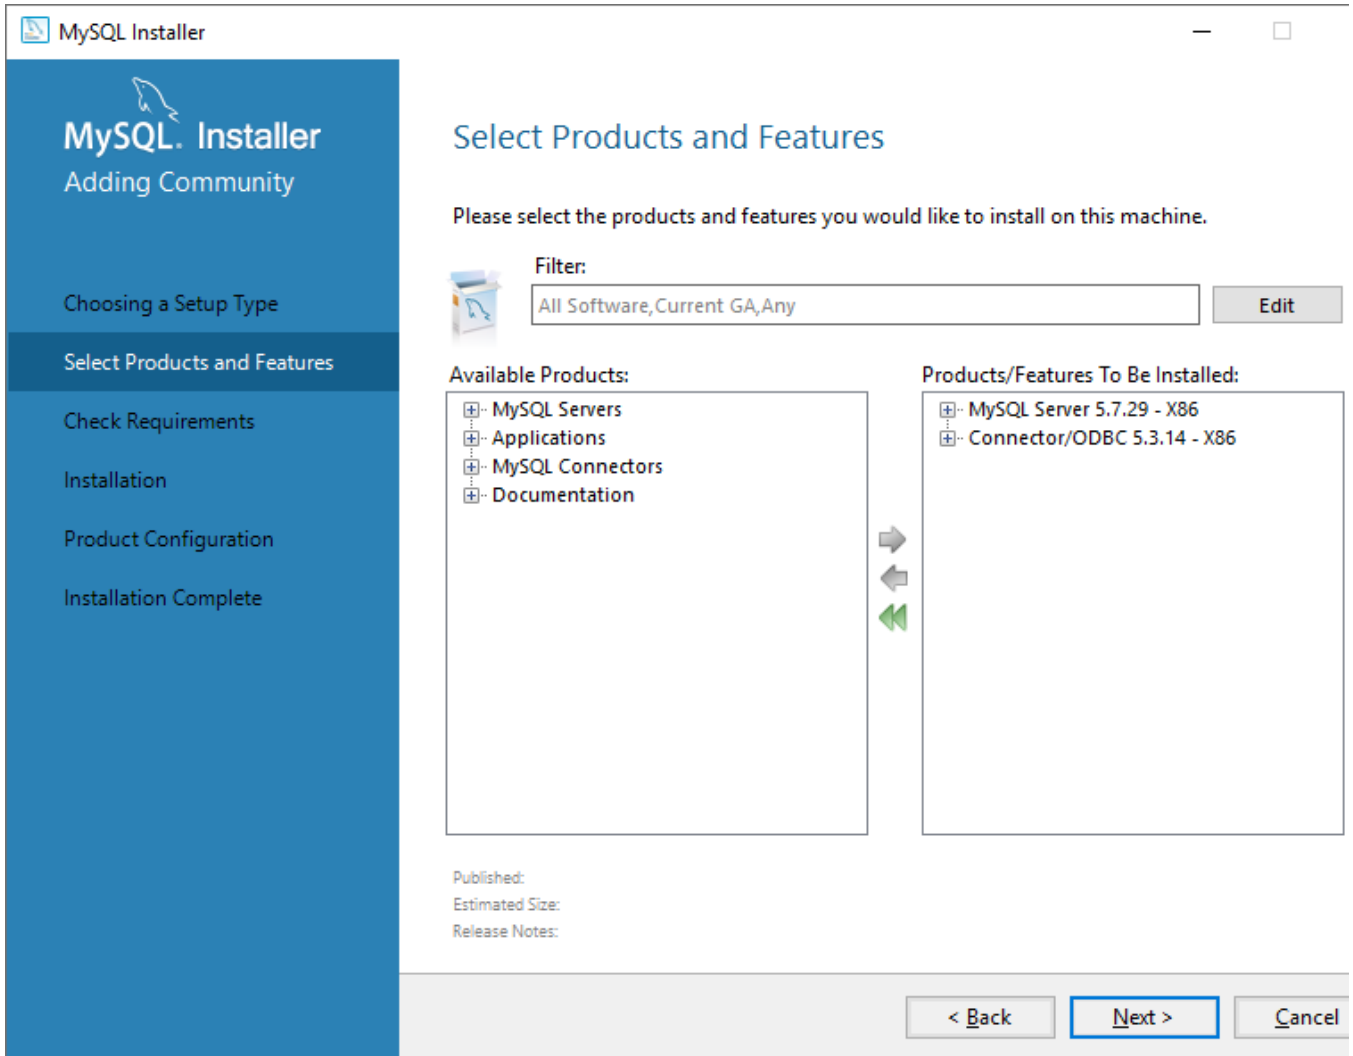 MySQL Installer
MySQL. Installer
Adding Community
Choosing a Setup Type
Select Products and Features
Check Requirements
Installation
Product Configuration
Installation Complete
Select Products and Features
Please select the products and features you would like to install on this machine.
Filter:
All Software,Current GA,Any
Edit
Available Products:
MySQL Servers
Applications
MySQL Connectors
Documentation
Products/Features To Be Installed:
MySQL Server 5.7.29 - X86
Connector/ODBC 5.3.14 - X86
Published:
Estimated Size:
Release Notes:
< Back
Next >
Cancel